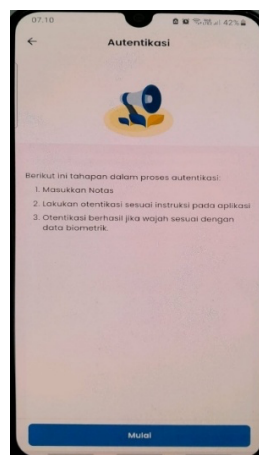 07.10
42%
Autentikasi
Berikut ini tahapan dalam proses autentikasi:
1. Masukkan Notas
2. Lakukan otentikasi sesuai instruksi pada aplikasi
3. Otentikasi berhasil jika wajah sesuai dengan
data biometrik.
Mulai